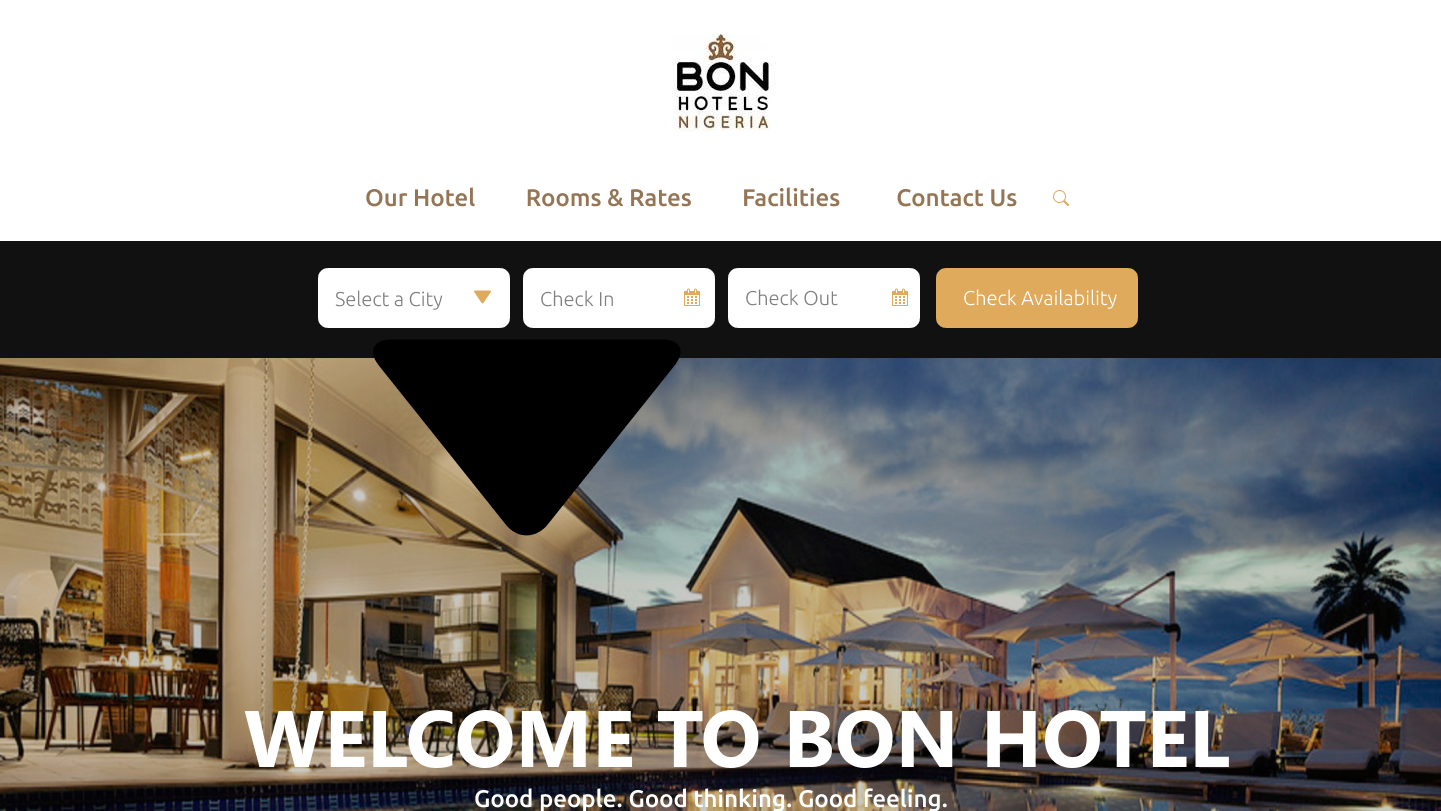 BON
HOTELS
NIGERIA
Our Hotel Rooms & Rates Facilities Contact Us
Select a City Check In Check Out Check Availability
WELCOME TO BON HOTEL
Good people. Good thinking. Good feeling.